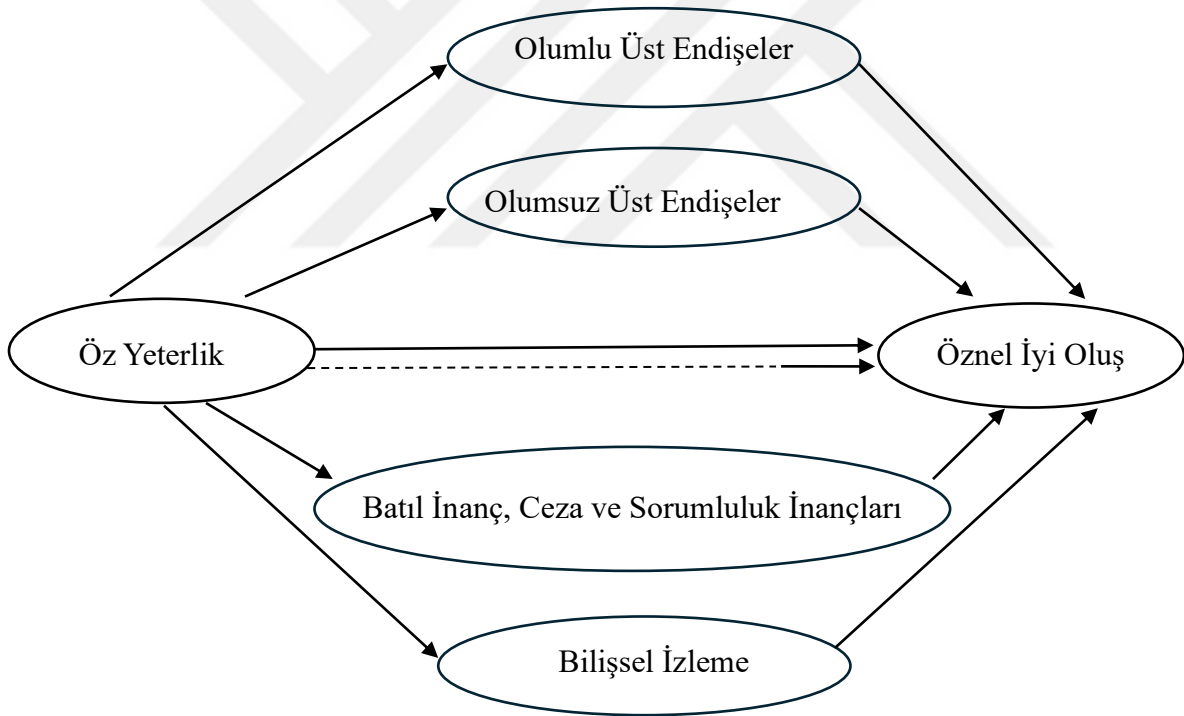 Olumlu Üst Endişeler
Olumsuz Üst Endişeler
Öz Yeterlik
Öznel İyi Oluş
Batıl İnanç, Ceza ve Sorumluluk İnançları
Bilişsel İzleme